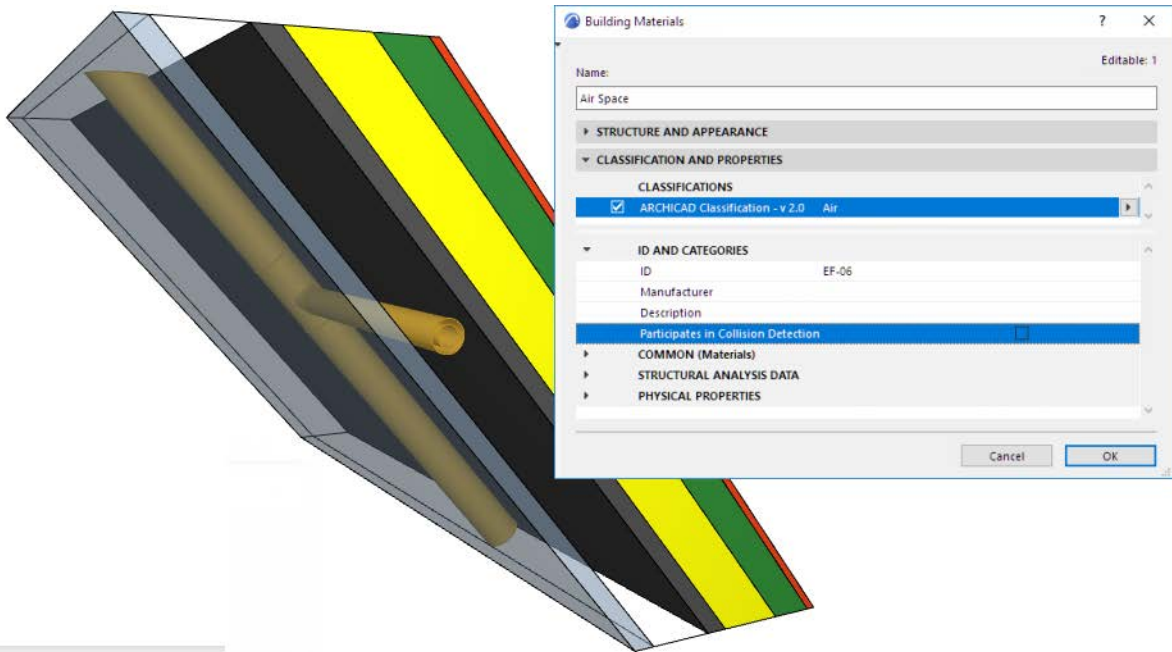 Building Materials
Editable: 1
Name:
Air Space
STRUCTURE AND APPEARANCE
CLASSIFICATION AND PROPERTIES
CLASSIFICATIONS
ARCHICAD Classification - v 2.0 Air
ID AND CATEGORIES
ID EF-06
Manufacturer
Description
Participates in Collision Detection
COMMON (Materials)
STRUCTURAL ANALYSIS DATA
PHYSICAL PROPERTIES
Cancel OK